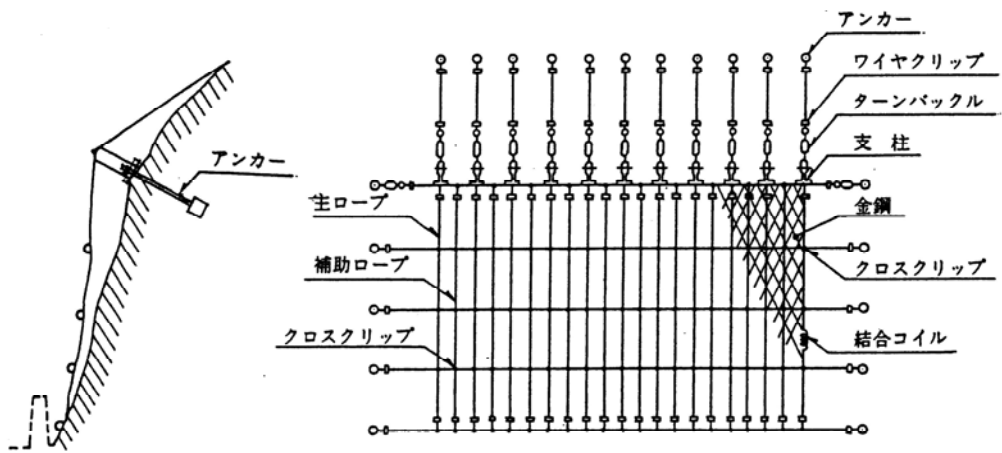 アンカー
ワイヤクリップ
ターンバックル
支 柱
アンカー
主ロープ
金鋼
補助ロープ
クロスクリップ
クロスクリップ
結合コイル